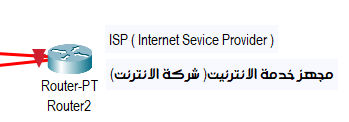 ISP ( Internet Sevice Provider )
مجهز خدمة الانترنيت( شركة الانترنت)
Router-PT
Router2